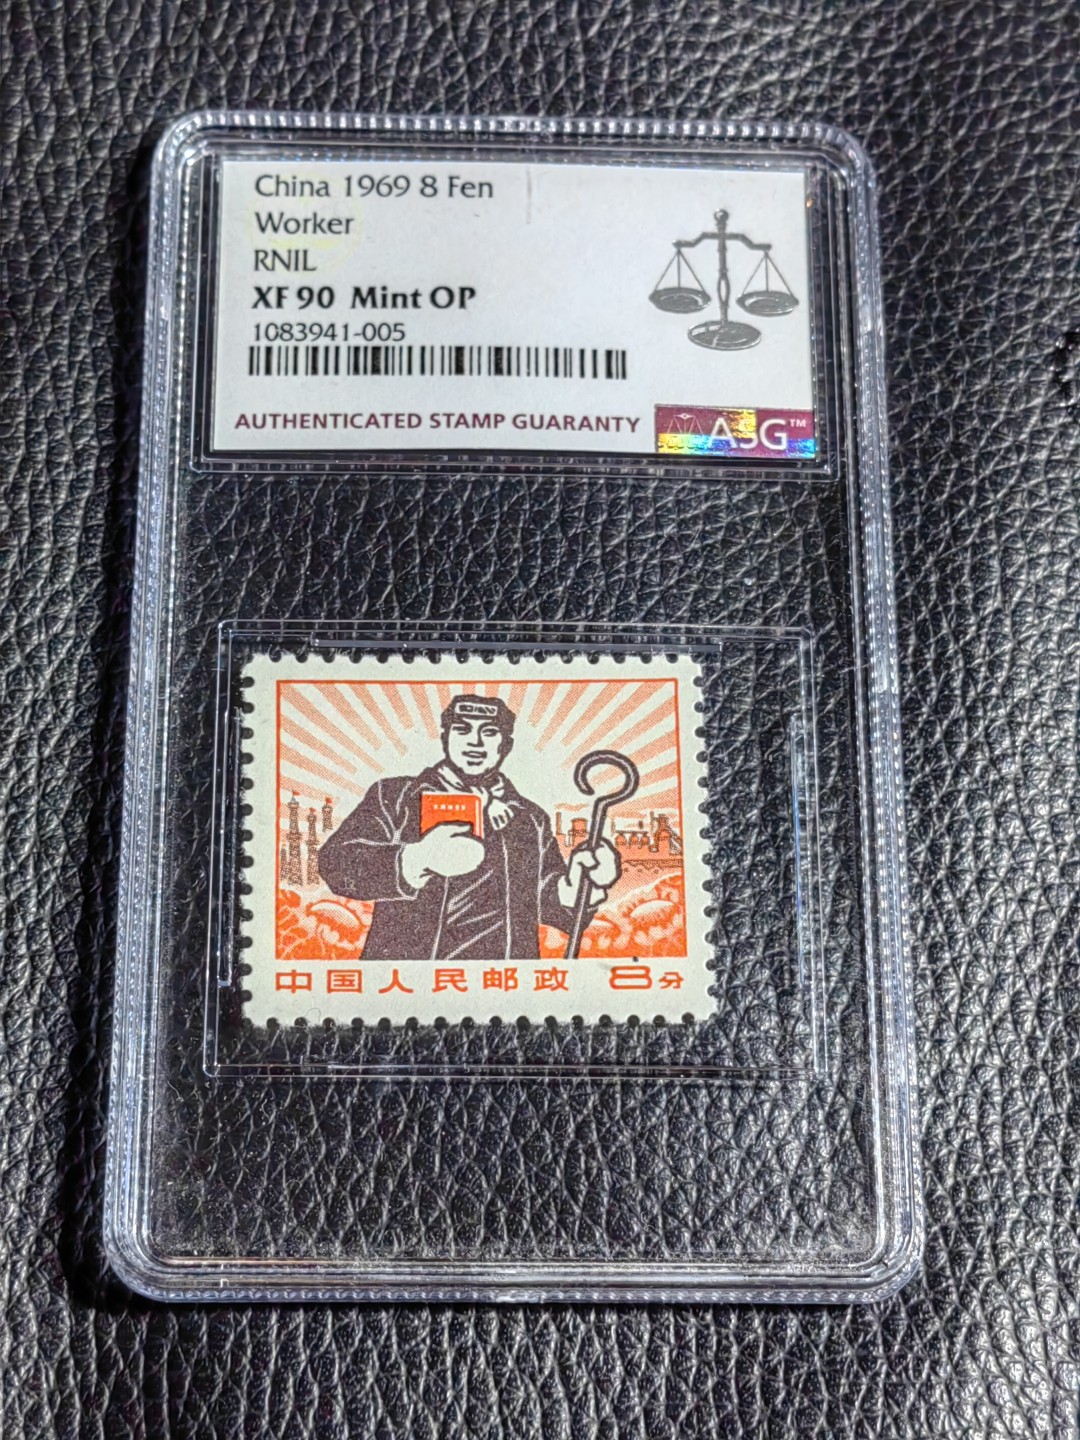 China 1969 8 Fen
Worker
RNIL
XF 90 Mint OP
1083941-005
AUTHENTICATED STAMP GUARANTY
ASG™
中国人民邮政 8分